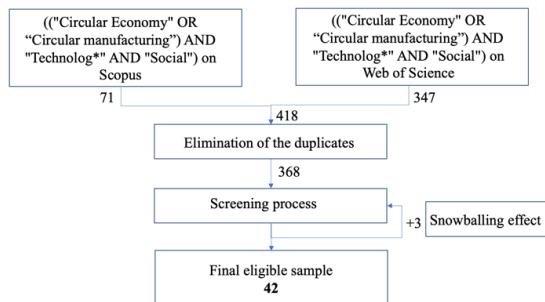 (("Circular Economy" OR
“Circular manufacturing”) AND
"Technolog*" AND "Social") on
Scopus
(("Circular Economy" OR
“Circular manufacturing”) AND
"Technolog*" AND "Social") on
Web of Science
71
347
418
Elimination of the duplicates
368
Screening process
+3
Snowballing effect
Final eligible sample
42